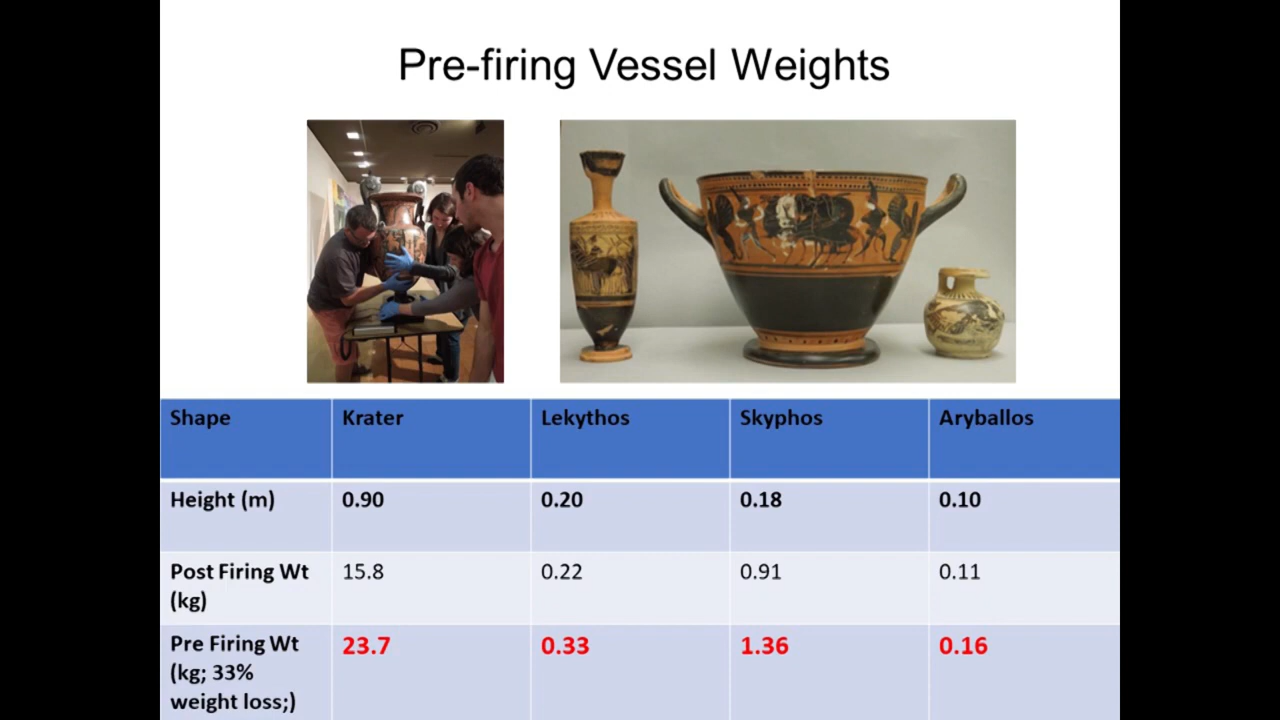 Pre-firing Vessel Weights
Shape Krater Lekythos Skyphos Aryballos
Height (m) 0.90 0.20 0.18 0.10
Post Firing Wt 15.8 0.22 0.91 0.11
(kg)
Pre Firing Wt 23.7 0.33 1.36 0.16
(kg; 33%
weight loss;)